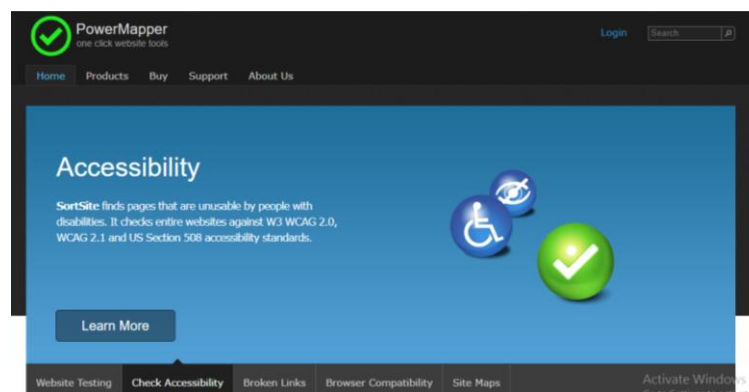 PowerMapper
one click website tools
Login
Search
Home Products Buy Support About Us
Accessibility
SortSite finds pages that are unusable by people with
disabilities. It checks entire websites against W3 WCAG 2.0,
WCAG 2.1 and US Section 508 accessibility standards.
Learn More
Website Testing Check Accessibility Broken Links Browser Compatibility Site Maps
Activate Windows